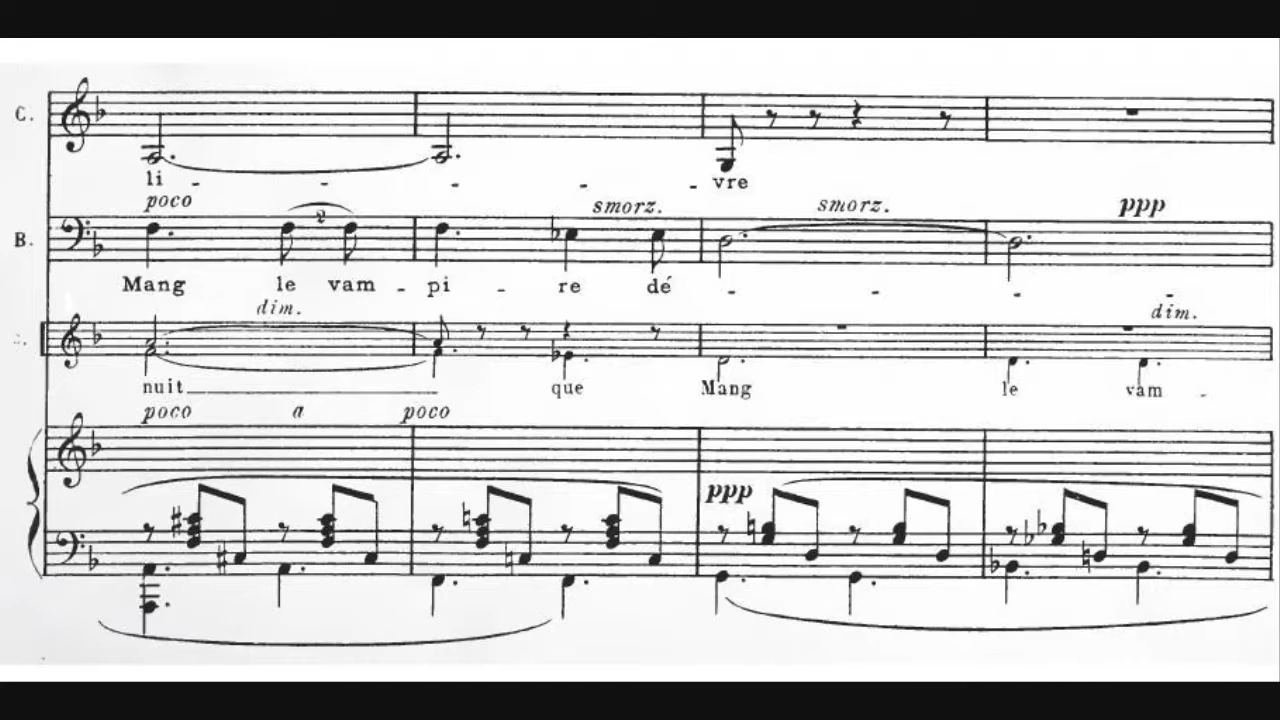 C.
li - - - - - vre
poco
2
smorz. smorz. ppp
B.
Mang le vam - pi - re dé - - - -
dim. dim.
nuit que Mang le vam -
poco a poco
ppp